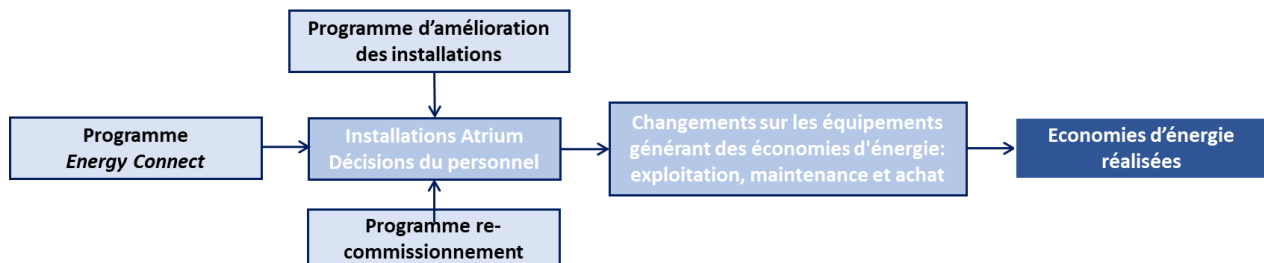 Programme d’amélioration
des installations
Programme
Energy Connect
Installations Atrium
Décisions du personnel
Changements sur les équipements
générant des économies d'énergie:
exploitation, maintenance et achat
Economies d’énergie
réalisées
Programme re-
commissionnement